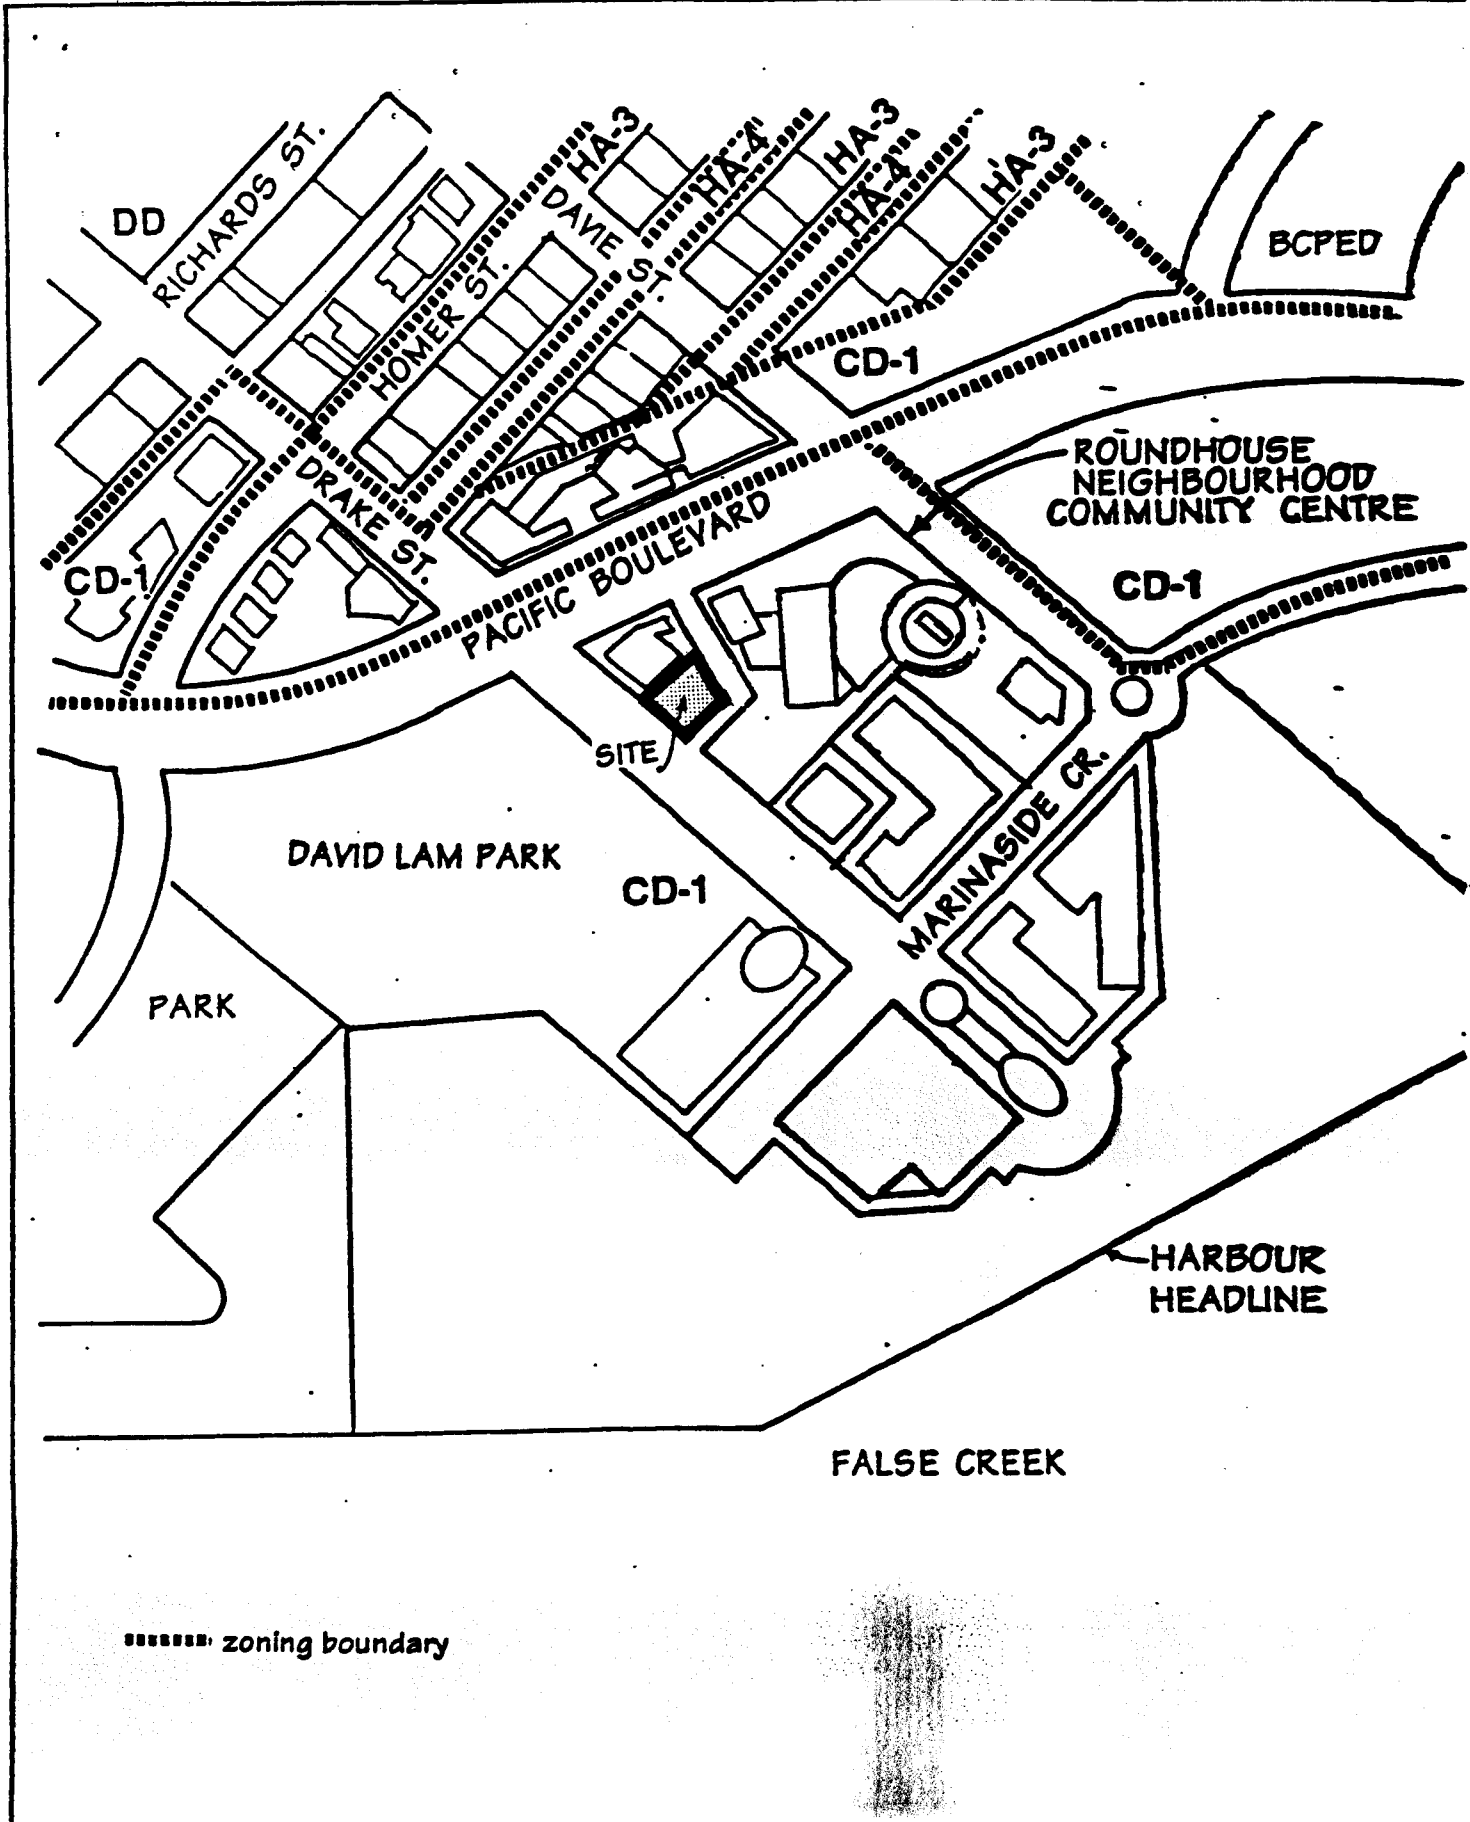 HA-3
HA-4
HA-3
HA-4
HA-3
RICHARDS ST.
DD
DAVIE ST.
BCPED
HOMER ST.
CD-1
DRAKE ST.
ROUNDHOUSE
NEIGHBOURHOOD
COMMUNITY CENTRE
PACIFIC BOULEVARD
CD-1
CD-1
SITE
MARINASIDE CR.
DAVID LAM PARK
CD-1
PARK
HARBOUR
HEADLINE
FALSE CREEK
zoning boundary